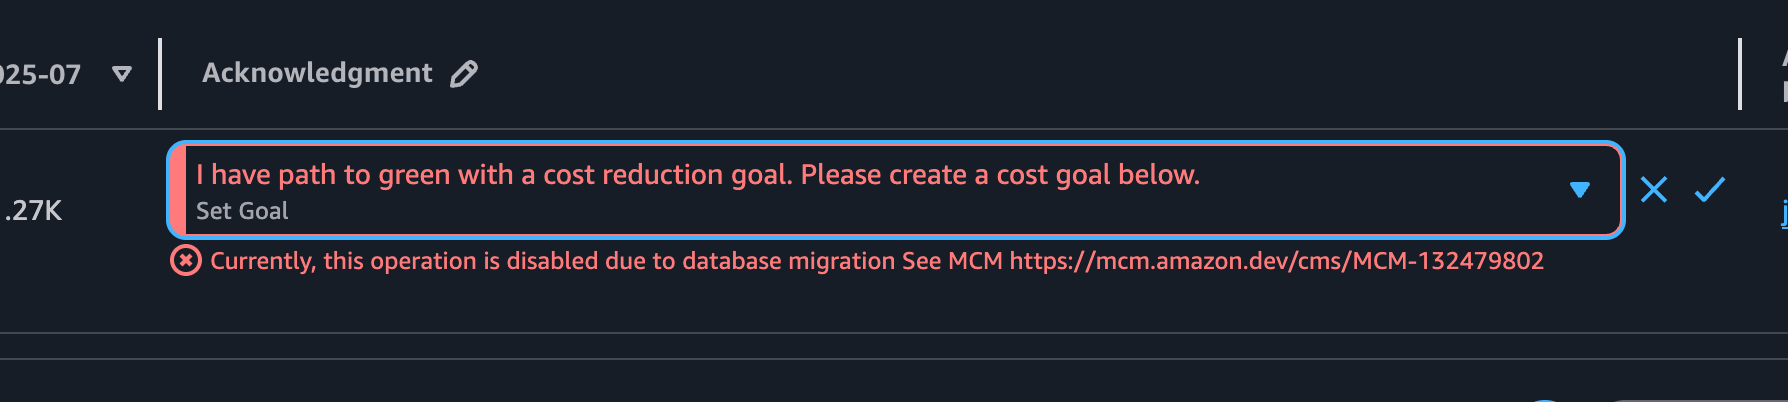 025-07
Acknowledgment
.27K
I have path to green with a cost reduction goal. Please create a cost goal below.
Set Goal
Currently, this operation is disabled due to database migration See MCM https://mcm.amazon.dev/cms/MCM-132479802